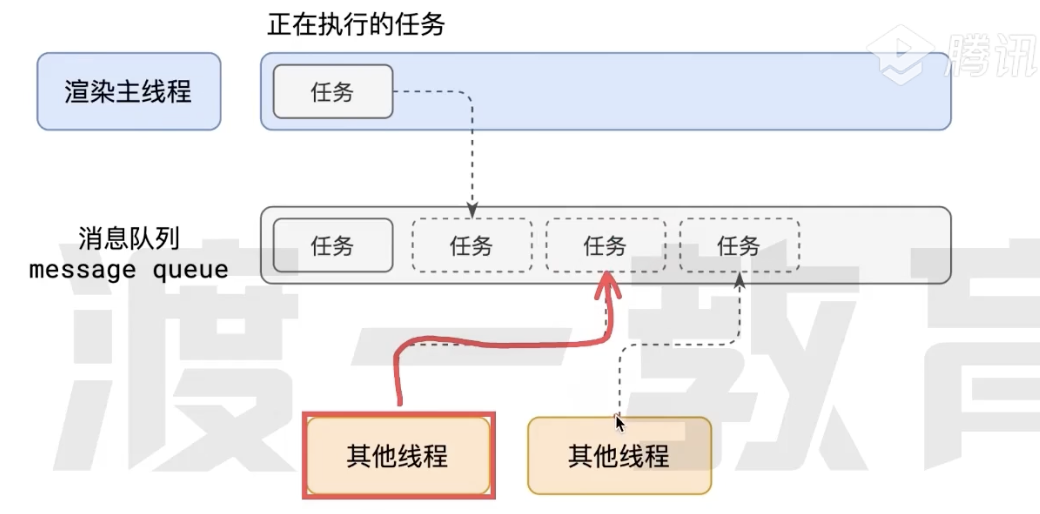 正在执行的任务
腾讯
渲染主线程
任务
消息队列
message queue
任务
任务
任务
任务
渡一教育
其他线程
其他线程